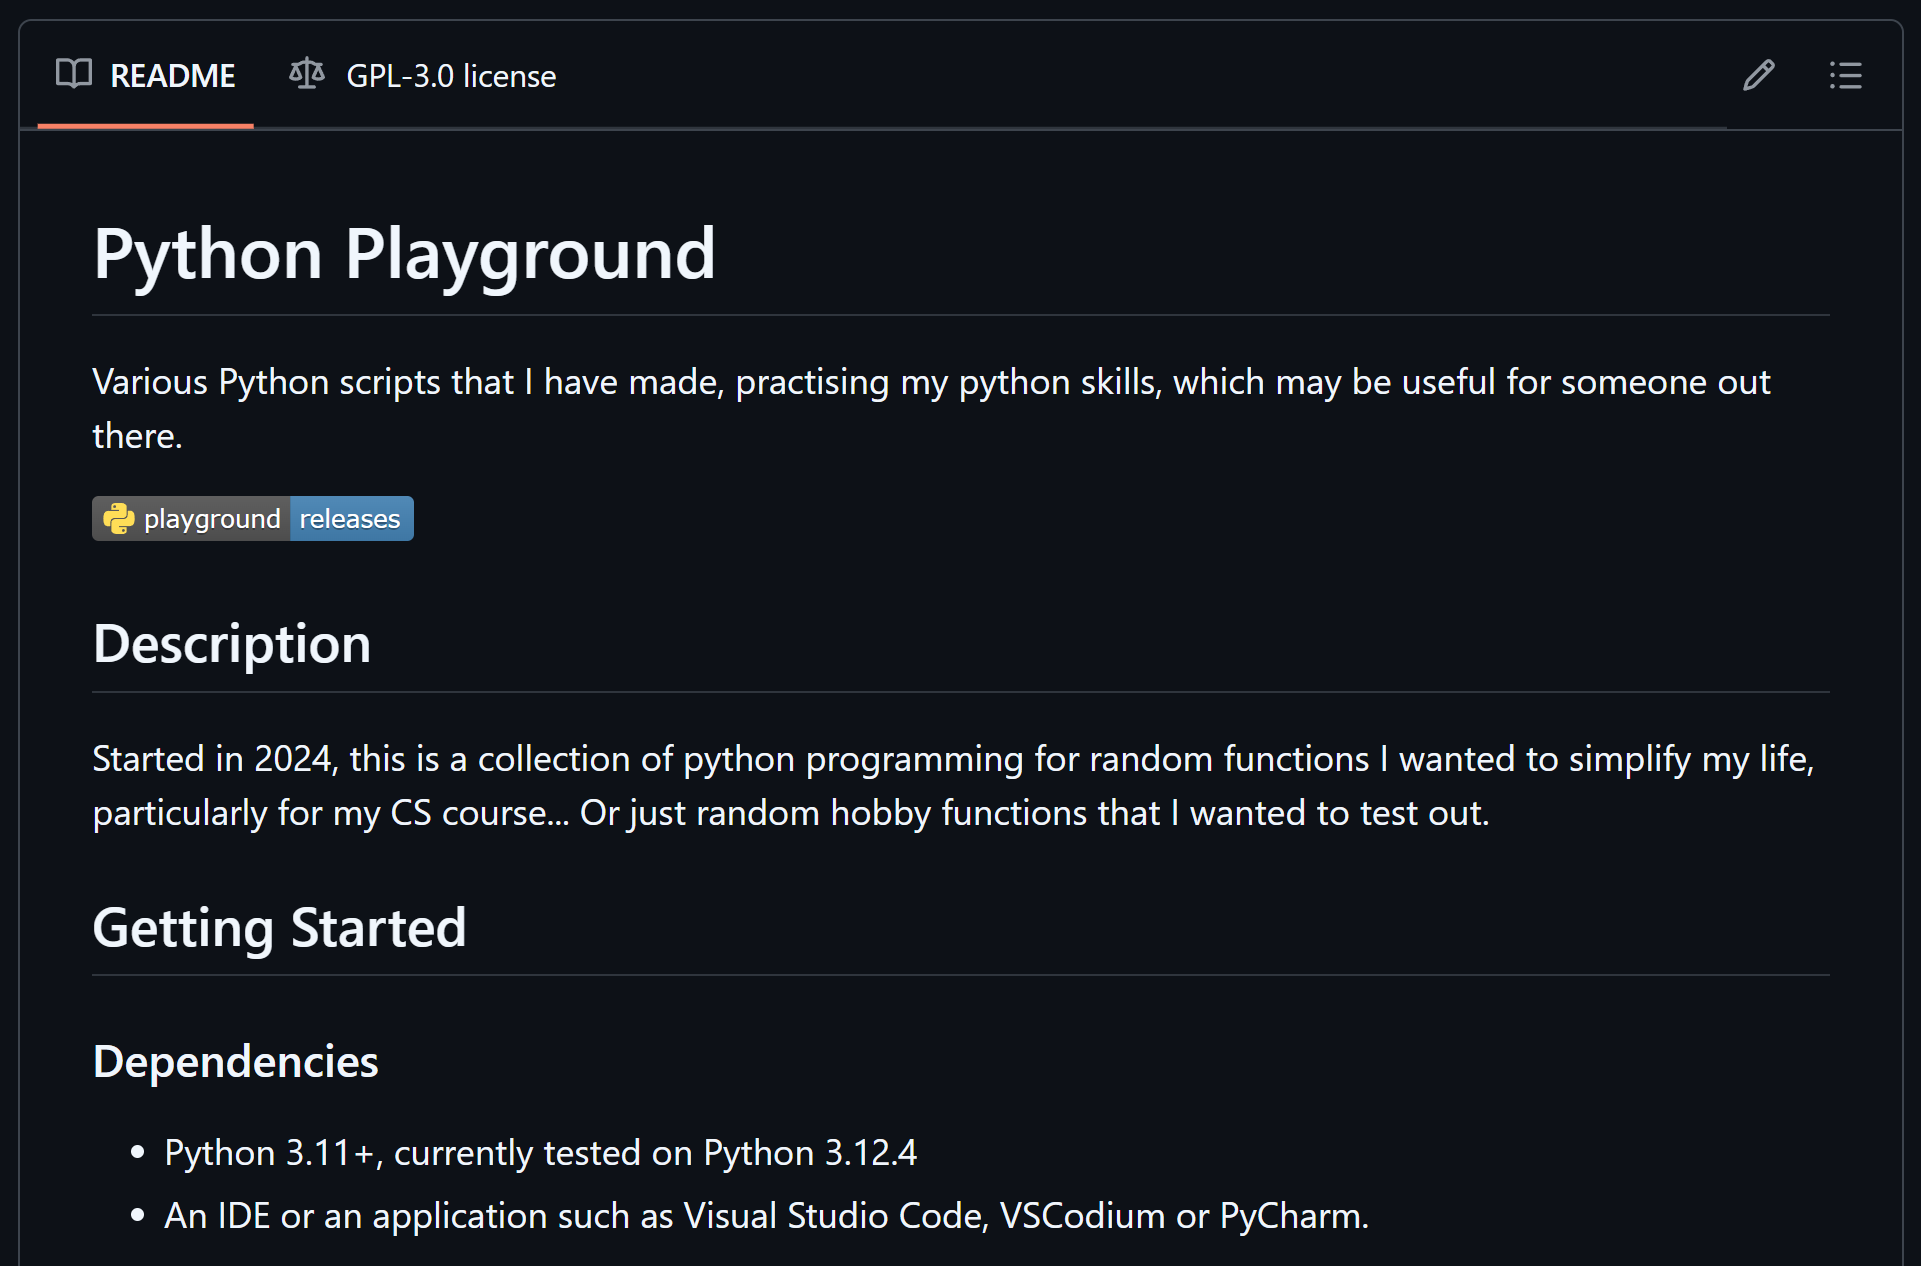 README
GPL-3.0 license
Python Playground
Various Python scripts that I have made, practising my python skills, which may be useful for someone out
there.
playground releases
Description
Started in 2024, this is a collection of python programming for random functions I wanted to simplify my life,
particularly for my CS course... Or just random hobby functions that I wanted to test out.
Getting Started
Dependencies
Python 3.11+, currently tested on Python 3.12.4
An IDE or an application such as Visual Studio Code, VSCodium or PyCharm.